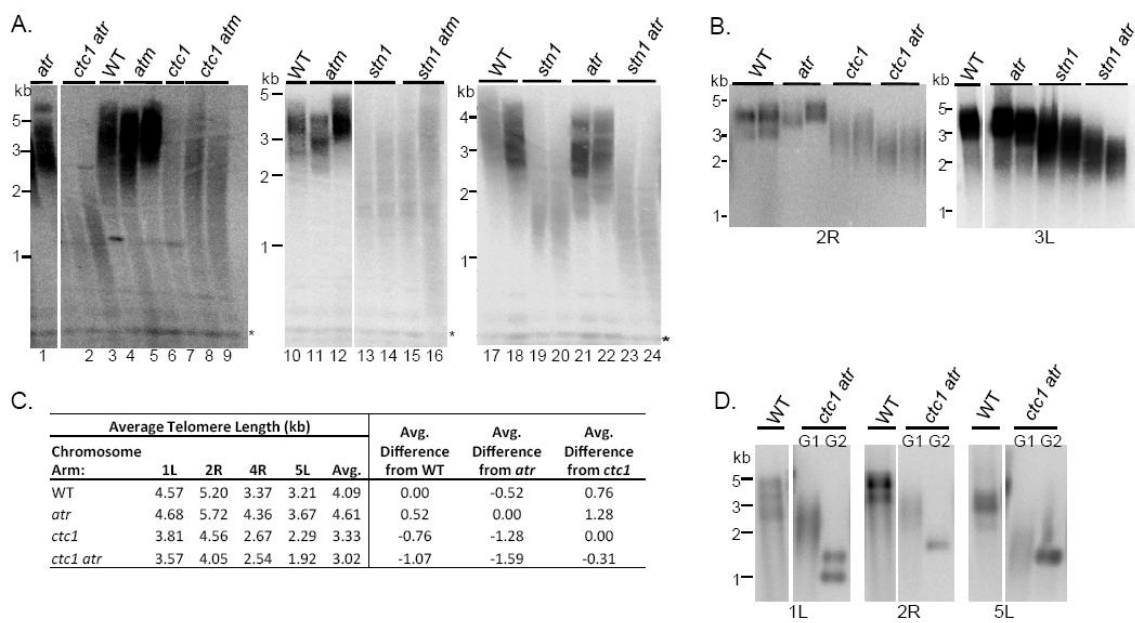 A.
atr
ctc1 atr
WT
atm
ctc1
ctc1 atm
kb
5
3
2
1
1 2 3 4 5 6 7 8 9
*
WT
atm
stn1
stn1 atm
kb
5
3
2
1
10 11 12 13 14 15 16
*
WT
stn1
atr
stn1 atr
kb
4
3
2
1
17 18 19 20 21 22 23 24
*
B.
WT
atr
ctc1
ctc1 atr
kb
5
3
2
1
2R
WT
atr
stn1
stn1 atr
kb
5
3
2
1
3L
C.
Average Telomere Length (kb)
Avg. Difference from WT
Avg. Difference from atr
Avg. Difference from ctc1
Chromosome Arm: 1L 2R 4R 5L Avg.
WT 4.57 5.20 3.37 3.21 4.09 0.00 -0.52 0.76
atr 4.68 5.72 4.36 3.67 4.61 0.52 0.00 1.28
ctc1 3.81 4.56 2.67 2.29 3.33 -0.76 -1.28 0.00
ctc1 atr 3.57 4.05 2.54 1.92 3.02 -1.07 -1.59 -0.31
D.
WT
ctc1 atr
G1 G2
kb
5
3
2
1
1L
WT
ctc1 atr
G1 G2
2R
WT
ctc1 atr
G1 G2
5L